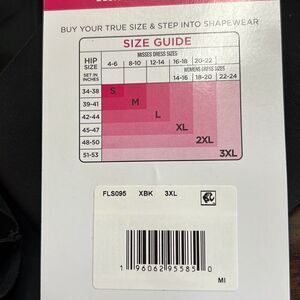 BUY YOUR TRUE SIZE & STEP INTO SHAPEWEAR
SIZE GUIDE
HIP SIZE
SET IN INCHES
MISSES DRESS SIZES
4-6 8-10 12-14 16-18 20-22
WOMENS DRESS SIZES
14-16 18-20 22-24
34-38 S
39-41 M
42-44 L
45-47 XL
48-50 2XL
51-53 3XL
FLS095 XBK 3XL
1 96062 95585 0
MI